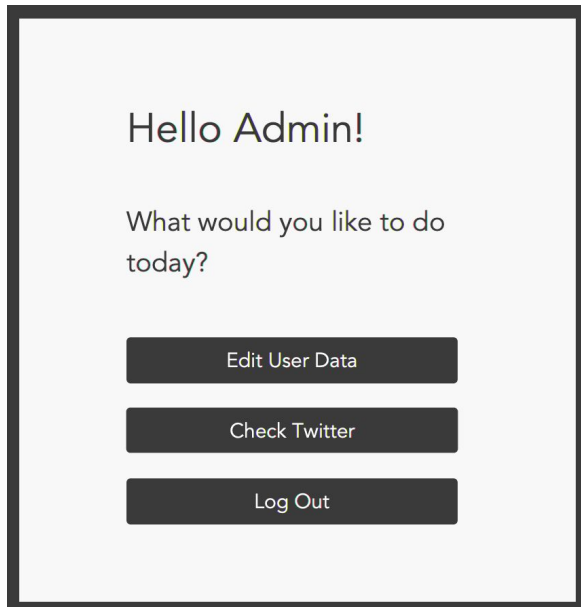 Hello Admin!
What would you like to do
today?
Edit User Data
Check Twitter
Log Out